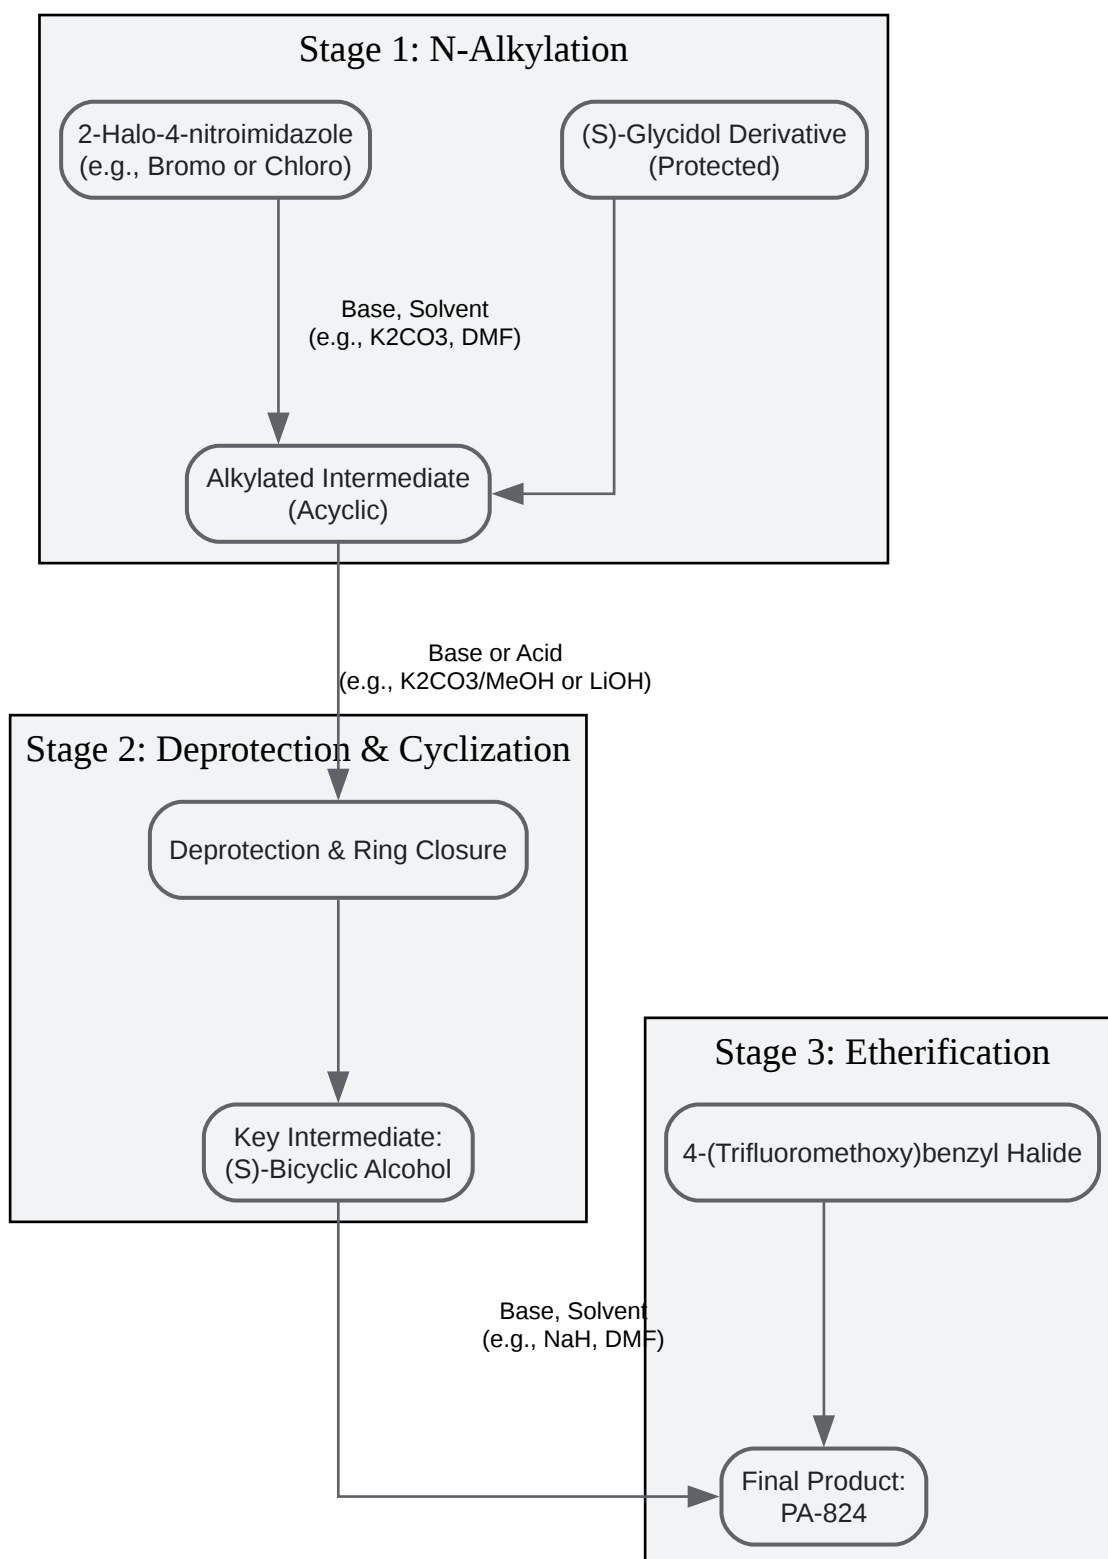 Stage 1: N-Alkylation
2-Halo-4-nitroimidazole
(e.g., Bromo or Chloro)
(S)-Glycidol Derivative
(Protected)
Base, Solvent
(e.g., K2CO3, DMF)
Alkylated Intermediate
(Acyclic)
Base or Acid
(e.g., K2CO3/MeOH or LiOH)
Stage 2: Deprotection & Cyclization
Deprotection & Ring Closure
Key Intermediate:
(S)-Bicyclic Alcohol
Stage 3: Etherification
4-(Trifluoromethoxy)benzyl Halide
Base, Solvent
(e.g., NaH, DMF)
Final Product:
PA-824